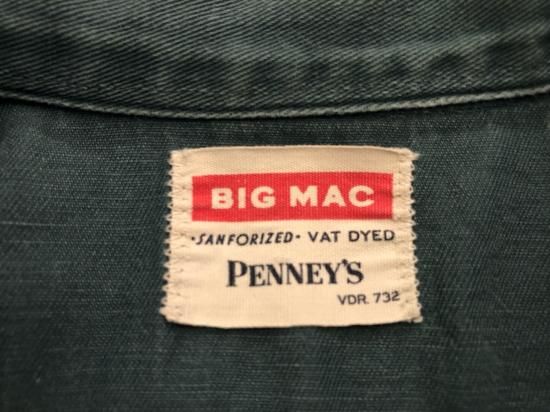 BIG MAC
·SANFORIZED· VAT DYED
PENNEY'S
VDR. 732